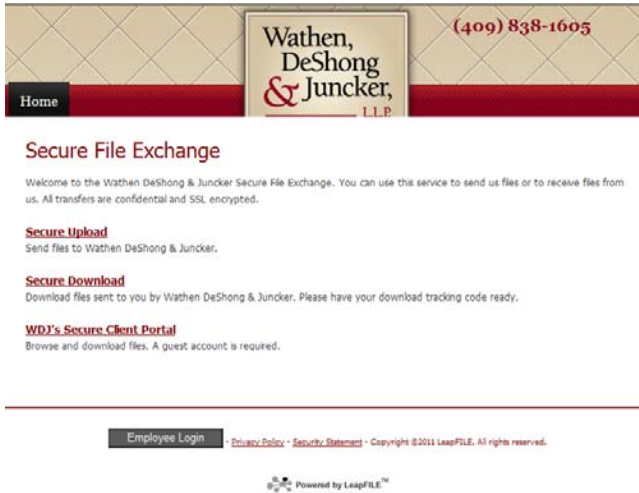 (409) 838-1605
Wathen,
DeShong
& Juncker,
L.L.P.
Home
Secure File Exchange
Welcome to the Wathen DeShong & Juncker Secure File Exchange. You can use this service to send us files or to receive files from
us. All transfers are confidential and SSL encrypted.
Secure Upload
Send files to Wathen DeShong & Juncker.
Secure Download
Download files sent to you by Wathen DeShong & Juncker. Please have your download tracking code ready.
WDJ's Secure Client Portal
Browse and download files. A guest account is required.
Employee Login - Privacy Policy - Security Statement - Copyright ©2011 LeapFILE. All rights reserved.
Powered by LeapFILE™